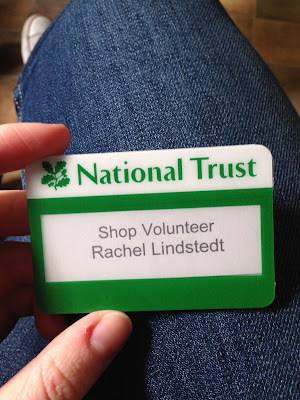 National Trust
Shop Volunteer
Rachel Lindstedt